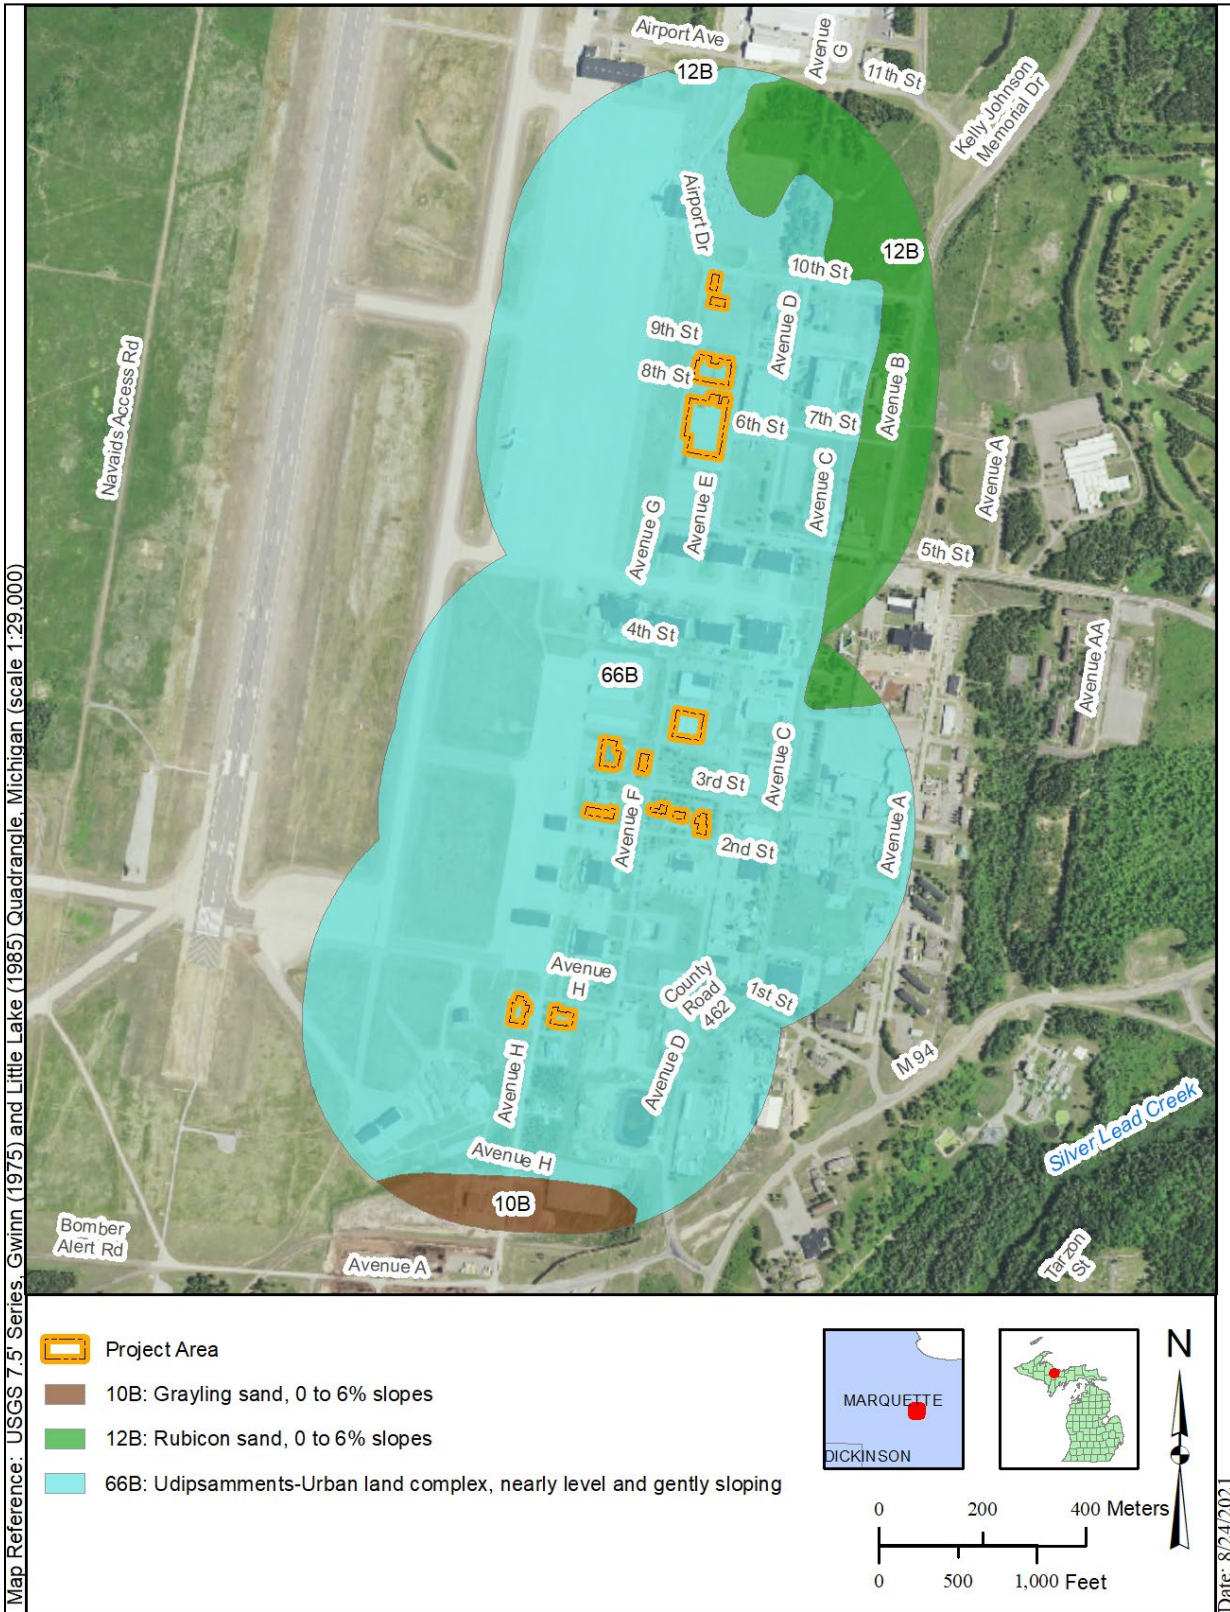 Airport Ave
Avenue
G
11th St
12B
Kelly Johnson
Memorial Dr
Airport Dr
12B
10th St
Avenue D
9th St
Navaids Access Rd
8th St
Avenue B
6th St
7th St
Avenue A
Avenue C
Avenue E
Avenue G
5th St
4th St
Avenue AA
66B
Avenue C
3rd St
Avenue F
Avenue A
2nd St
Avenue
H
County
Road
462
1st St
Avenue H
Avenue D
M 94
Silver Lead Creek
Avenue H
10B
Bomber
Alert Rd
Avenue A
Tarzon
St
Map Reference: USGS 7.5' Series, Gwinn (1975) and Little Lake (1985) Quadrangle, Michigan (scale 1:29,000)
Project Area
10B: Grayling sand, 0 to 6% slopes
12B: Rubicon sand, 0 to 6% slopes
66B: Udipsamments-Urban land complex, nearly level and gently sloping
MARQUETTE
DICKINSON
N
0 200 400 Meters
0 500 1,000 Feet
Date: 8/24/2021